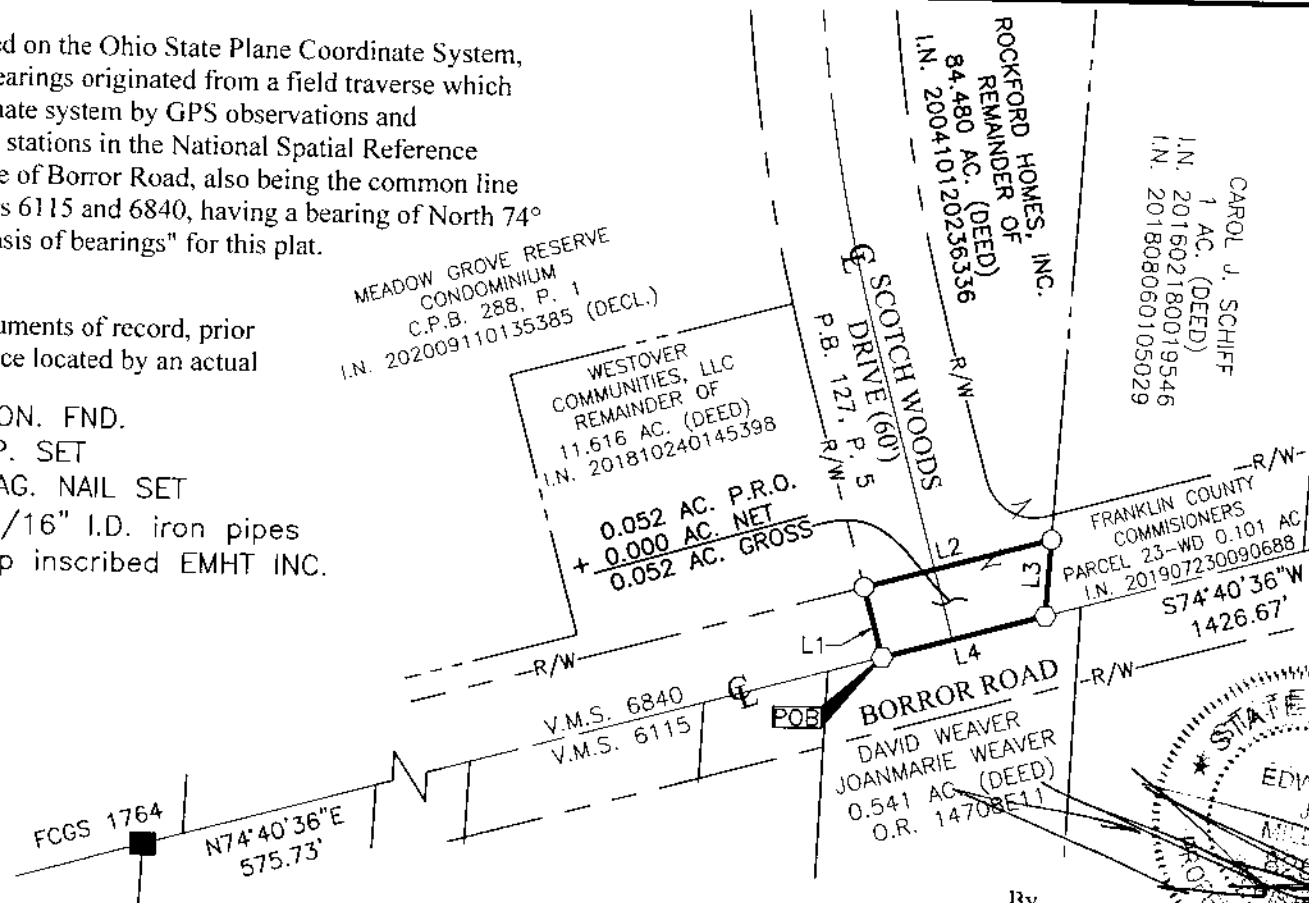 ed on the Ohio State Plane Coordinate System,
earings originated from a field traverse which
nate system by GPS observations and
stations in the National Spatial Reference
e of Borror Road, also being the common line
s 6115 and 6840, having a bearing of North 74°
asis of bearings" for this plat.
uments of record, prior
ce located by an actual
ON. FND.
P. SET
AG. NAIL SET
/16" I.D. iron pipes
p inscribed EMHT INC.
MEADOW GROVE RESERVE
CONDOMINIUM
C.P.B. 288, P. 1
I.N. 202009110135385 (DECL.)
WESTOVER
COMMUNITIES, LLC
REMAINDER OF
11.616 AC. (DEED)
I.N. 201810240145398
0.052 AC. P.R.O.
+ 0.000 AC. NET
0.052 AC. GROSS
ROCKFORD HOMES, INC.
REMAINDER OF
84.480 AC. (DEED)
I.N. 200410120236336
CAROL J. SCHIFF
1 AC. (DEED)
I.N. 201602180019546
I.N. 201808060105029
℄ SCOTCH WOODS
DRIVE (60')
P.B. 127, P. 5
R/W
R/W
R/W
FRANKLIN COUNTY
COMMISIONERS
PARCEL 23-WD 0.101 AC
I.N. 201907230090688
S74°40'36"W
1426.67'
L2
L3
L1
L4
R/W
R/W
BORROR ROAD
POB
℄
V.M.S. 6840
V.M.S. 6115
DAVID WEAVER
JOANMARIE WEAVER
0.541 AC. (DEED)
O.R. 14708E11
FCGS 1764
N74°40'36"E
575.73'
★ STATE
EDW
By